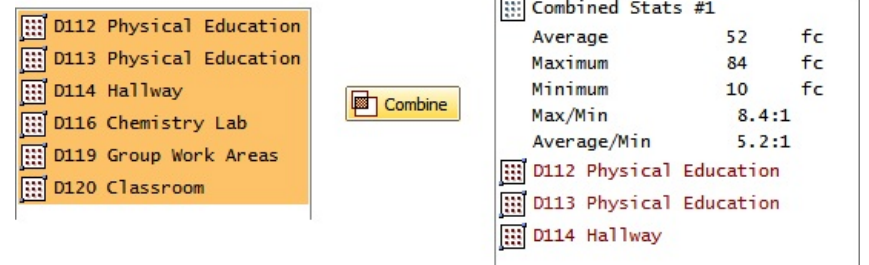 D112 Physical Education
D113 Physical Education
D114 Hallway
D116 Chemistry Lab
D119 Group Work Areas
D120 Classroom
Combine
Combined Stats #1
Average 52 fc
Maximum 84 fc
Minimum 10 fc
Max/Min 8.4:1
Average/Min 5.2:1
D112 Physical Education
D113 Physical Education
D114 Hallway